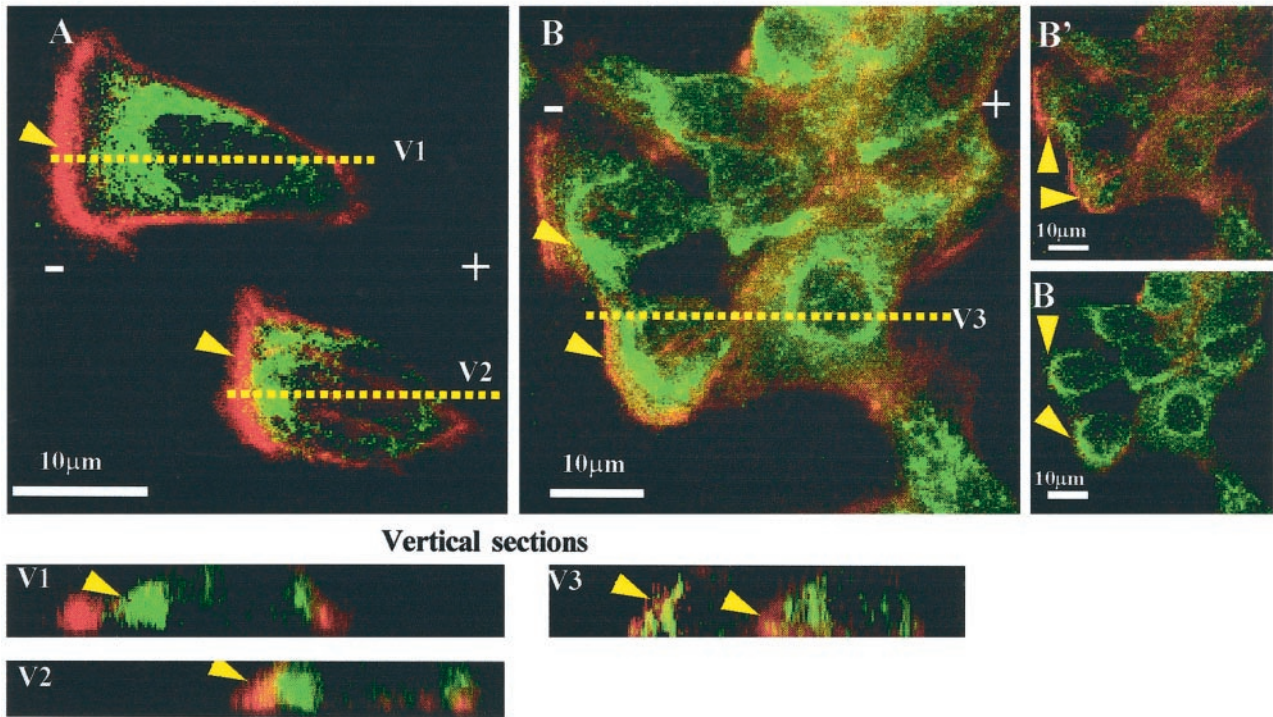 A
V1
-
+
V2
10μm
B
-
+
V3
10μm
B’
10μm
B
10μm
Vertical sections
V1
V3
V2